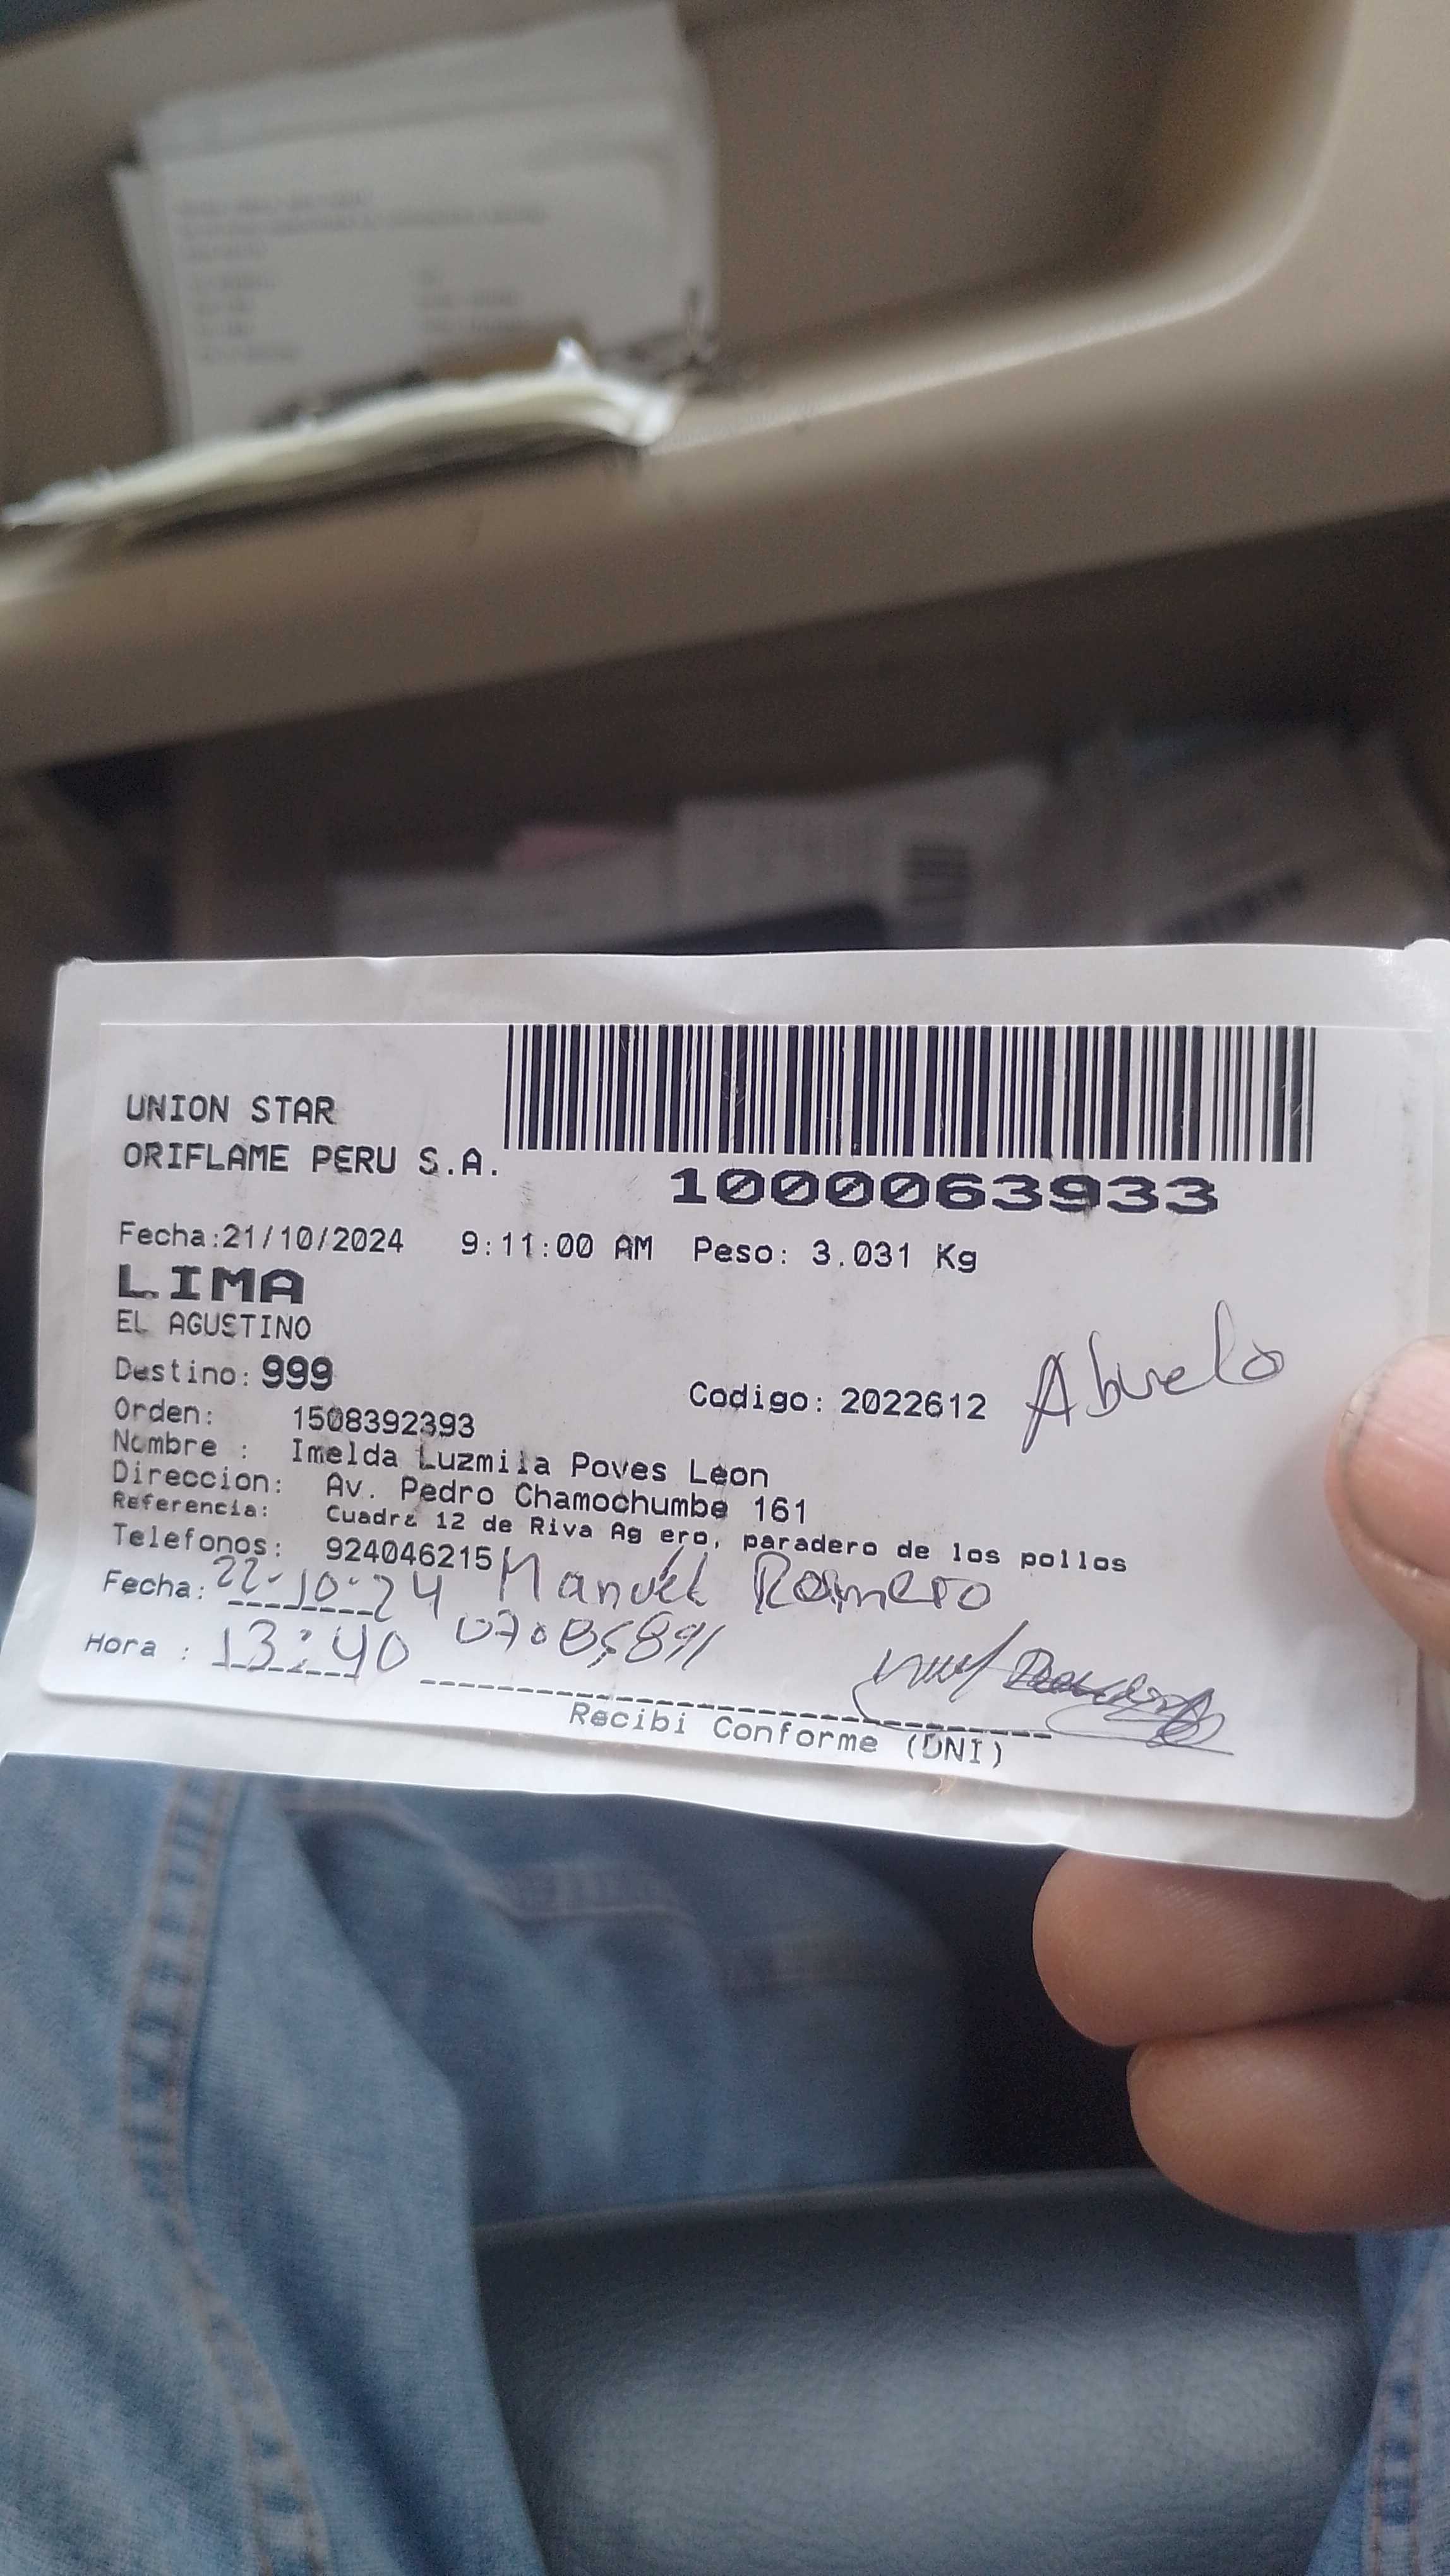 UNION STAR
ORIFLAME PERU S.A.
1000063933
Fecha:21/10/2024 9:11:00 AM Peso: 3.031 Kg
LIMA
EL AGUSTINO
Destino: 999
Codigo: 2022612 Abuelo
Orden: 1508392393
Nombre : Imelda Luzmila Poves Leon
Direccion: Av. Pedro Chamochumbe 161
Referencia: Cuadra 12 de Riva Ag ero, paradero de los pollos
Telefonos: 924046215
Fecha: 22-10-24 Manuel Romero
Hora : 13:40
Recibi Conforme (DNI)